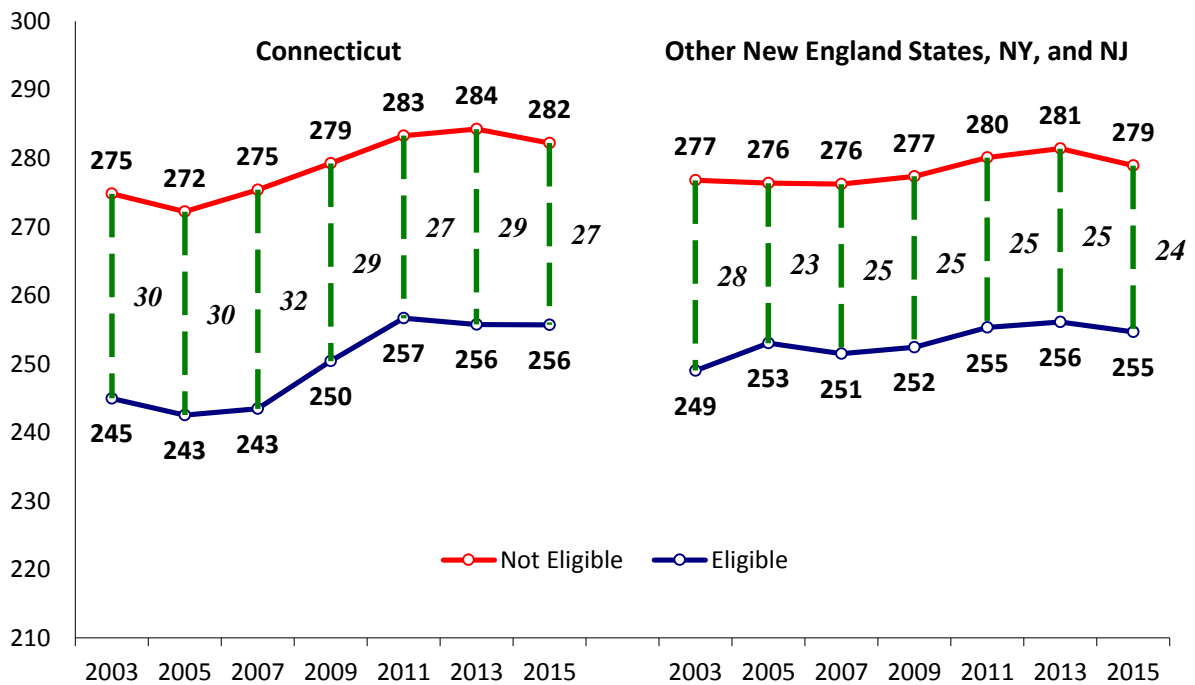 300
290
280
270
260
250
240
230
220
210
Connecticut
275 272 275 279 283 284 282
30 30 32 29 27 29 27
245 243 243 250 257 256 256
Other New England States, NY, and NJ
277 276 276 277 280 281 279
28 23 25 25 25 25 24
249 253 251 252 255 256 255
Not Eligible Eligible
2003 2005 2007 2009 2011 2013 2015 2003 2005 2007 2009 2011 2013 2015